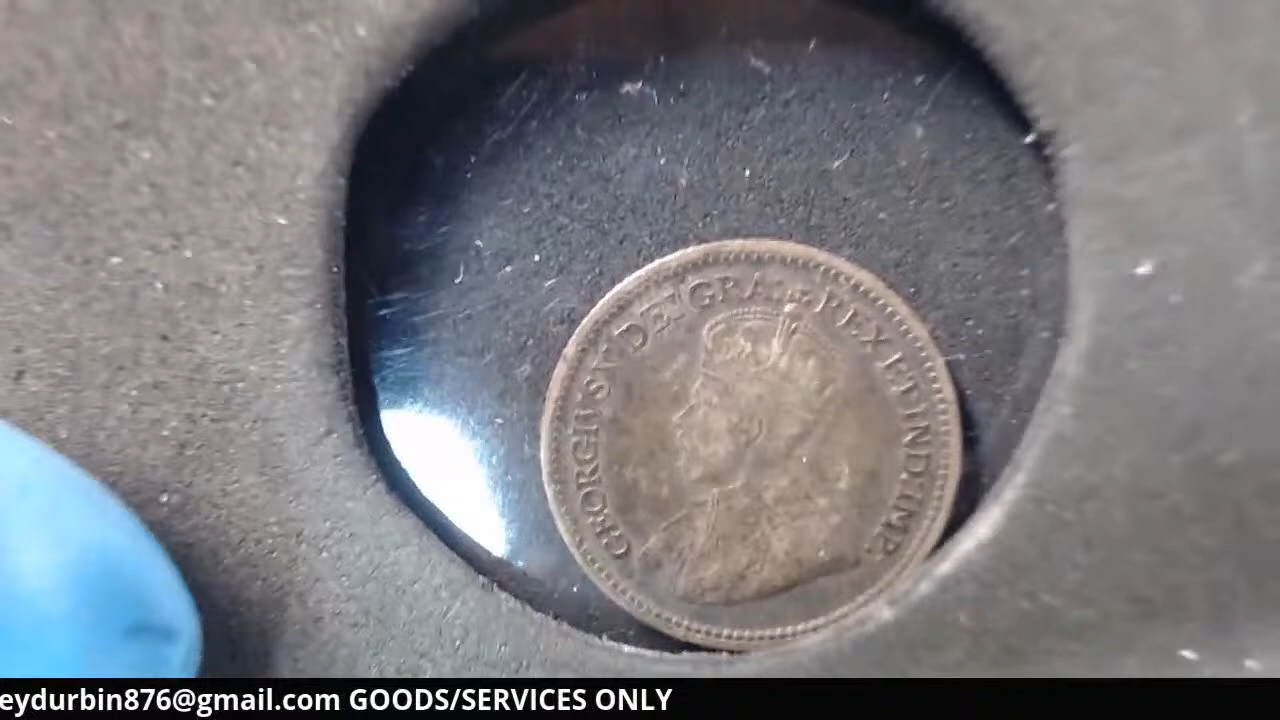 GEORGIVS V DEI GRA: REX ET IND: IMP:
eydurbin876@gmail.com GOODS/SERVICES ONLY